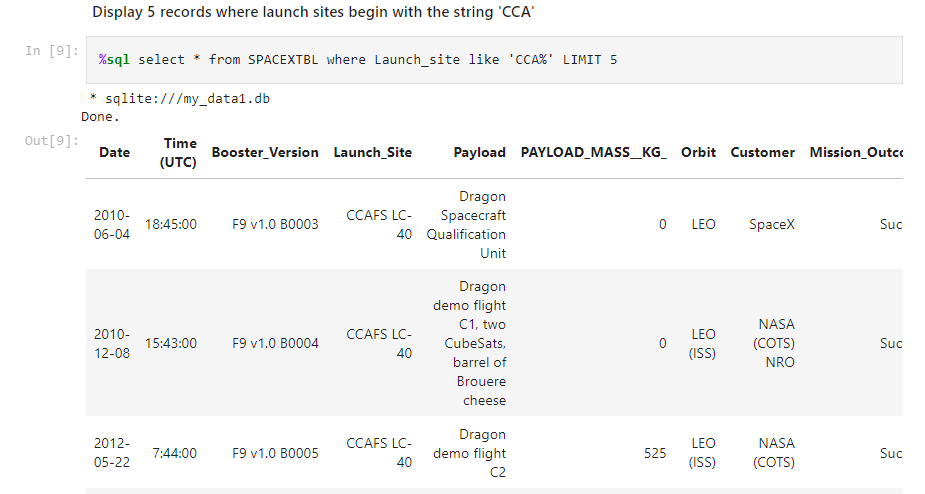 Display 5 records where launch sites begin with the string 'CCA'
In [9]: %sql select * from SPACEXTBL where Launch_site like 'CCA%' LIMIT 5
* sqlite:///my_data1.db
Done.
Out[9]:
Date Time (UTC) Booster_Version Launch_Site Payload PAYLOAD_MASS__KG_ Orbit Customer Mission_Outco
2010-06-04 18:45:00 F9 v1.0 B0003 CCAFS LC-40 Dragon Spacecraft Qualification Unit 0 LEO SpaceX Suc
2010-12-08 15:43:00 F9 v1.0 B0004 CCAFS LC-40 Dragon demo flight C1, two CubeSats, barrel of Brouere cheese 0 LEO (ISS) NASA (COTS) NRO Suc
2012-05-22 7:44:00 F9 v1.0 B0005 CCAFS LC-40 Dragon demo flight C2 525 LEO (ISS) NASA (COTS) Suc